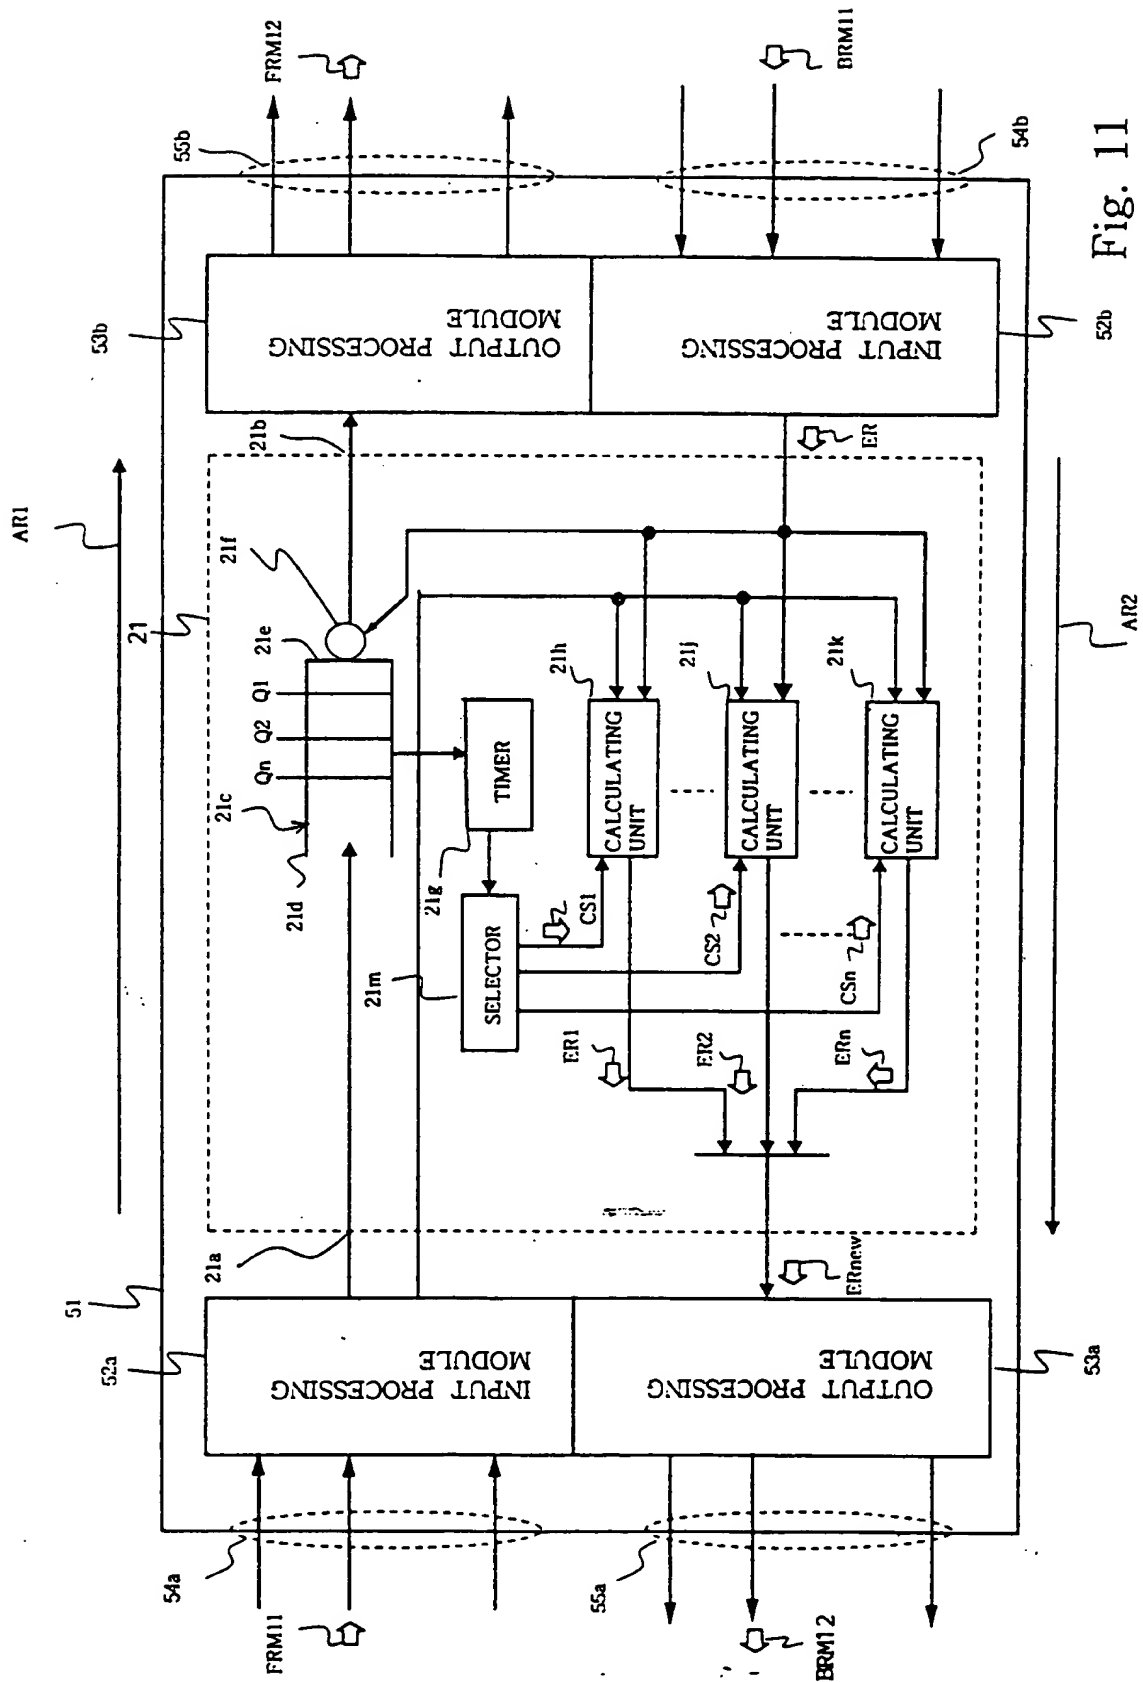 AR1
51
52a
INPUT PROCESSING
MODULE
54a
FRM11
21a
21
21d
21c
Qn
Q2
Q1
21e
21f
21b
53b
OUTPUT PROCESSING
MODULE
55b
FRM12
21m
SELECTOR
21g
TIMER
CS1
CS2
CSn
21h
CALCULATING
UNIT
21j
CALCULATING
UNIT
21k
CALCULATING
UNIT
ER1
ER2
ERn
ER
ERnew
OUTPUT PROCESSING
MODULE
53a
55a
BRM12
INPUT PROCESSING
MODULE
52b
54b
BRM11
AR2
Fig. 11